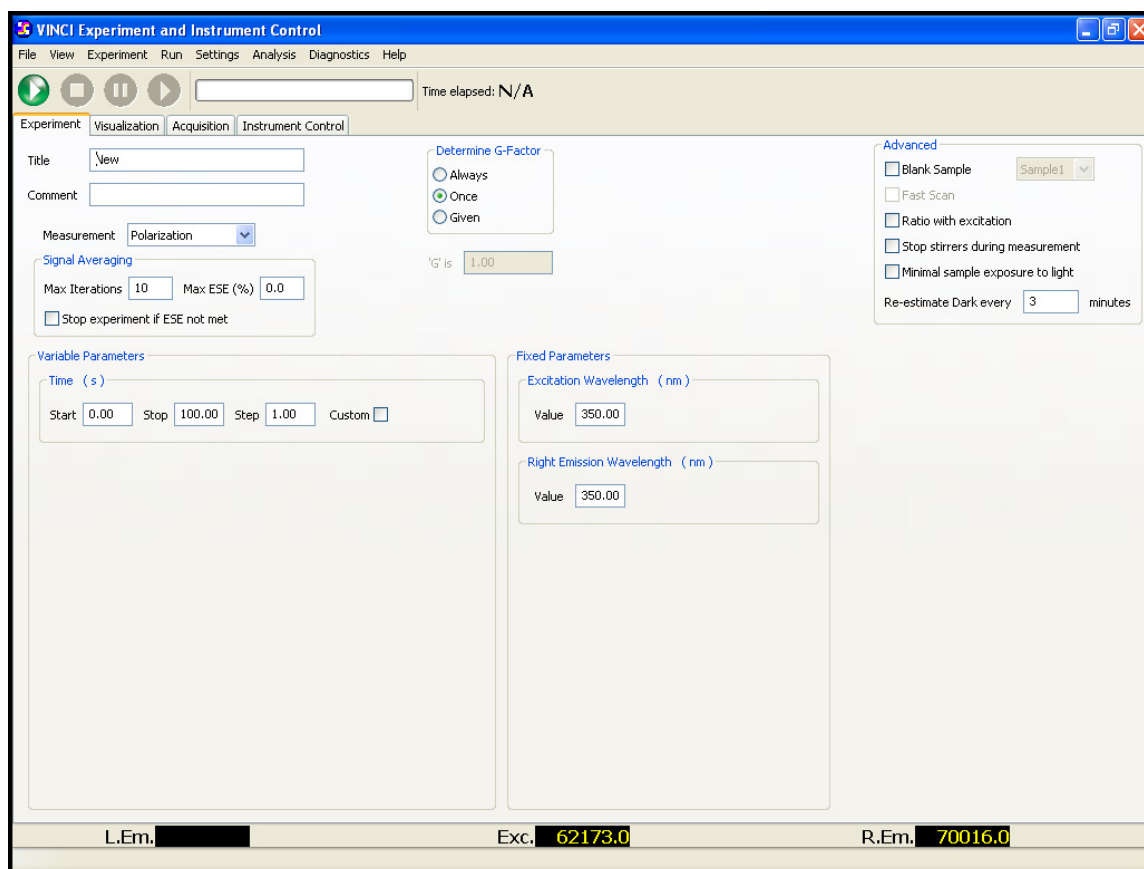 VINCI Experiment and Instrument Control
File View Experiment Run Settings Analysis Diagnostics Help
Time elapsed: N/A
Experiment Visualization Acquisition Instrument Control
Title New
Comment
Measurement Polarization
Signal Averaging
Max Iterations 10 Max ESE (%) 0.0
Stop experiment if ESE not met
Determine G-Factor
Always
Once
Given
'G' is 1.00
Advanced
Blank Sample Sample1
Fast Scan
Ratio with excitation
Stop stirrers during measurement
Minimal sample exposure to light
Re-estimate Dark every 3 minutes
Variable Parameters
Time ( s )
Start 0.00 Stop 100.00 Step 1.00 Custom
Fixed Parameters
Excitation Wavelength ( nm )
Value 350.00
Right Emission Wavelength ( nm )
Value 350.00
L.Em. Exc. 62173.0 R.Em. 70016.0